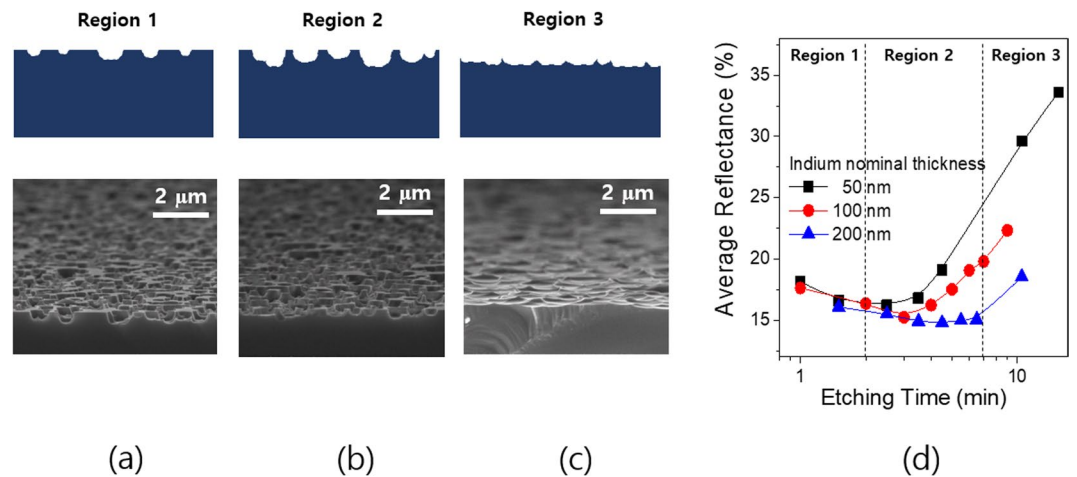 Region 1
Region 2
Region 3
2 μm
2 μm
2 μm
(a)
(b)
(c)
Average Reflectance (%)
35
30
25
20
15
Region 1
Region 2
Region 3
Indium nominal thickness
50 nm
100 nm
200 nm
1
10
Etching Time (min)
(d)